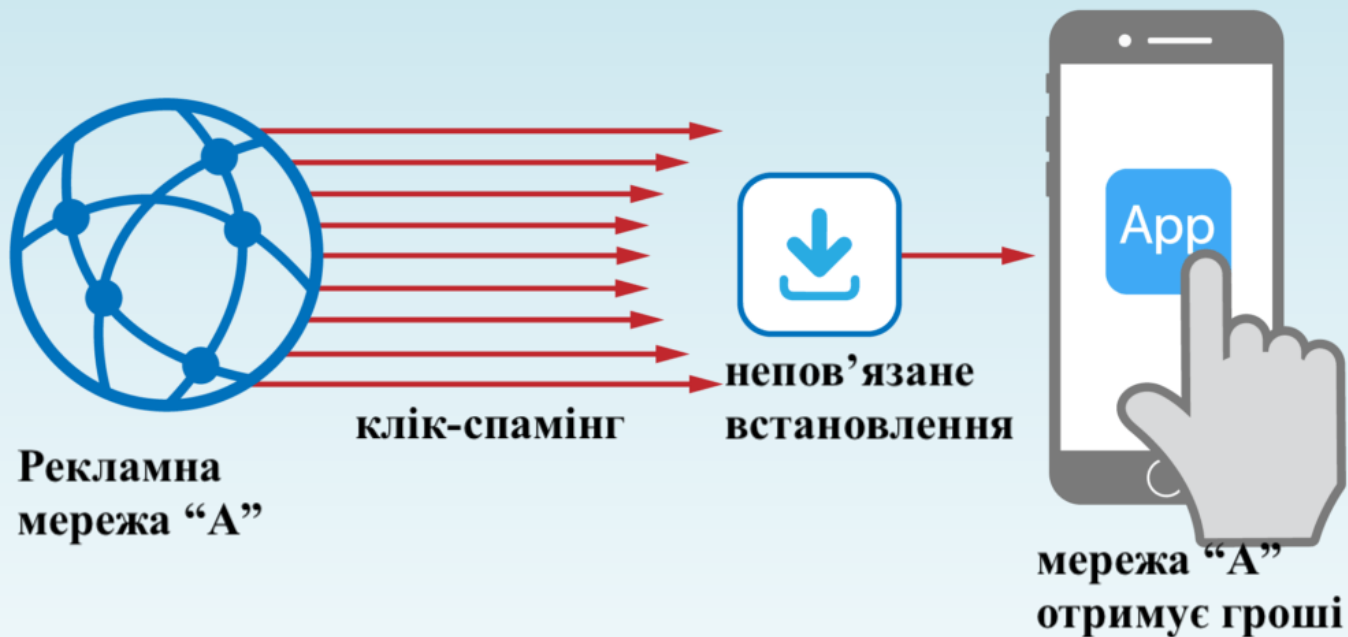 Рекламна
мережа “А”
клік-спамінг
непов’язане
встановлення
App
мережа “А”
отримує гроші